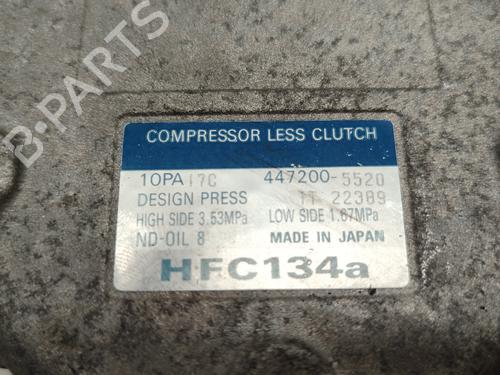 COMPRESSOR LESS CLUTCH
10PA17C 447200-5520
DESIGN PRESS 1T 22389
HIGH SIDE 3.53MPa LOW SIDE 1.67MPa
ND-OIL 8 MADE IN JAPAN
HFC134a
B-PARTS